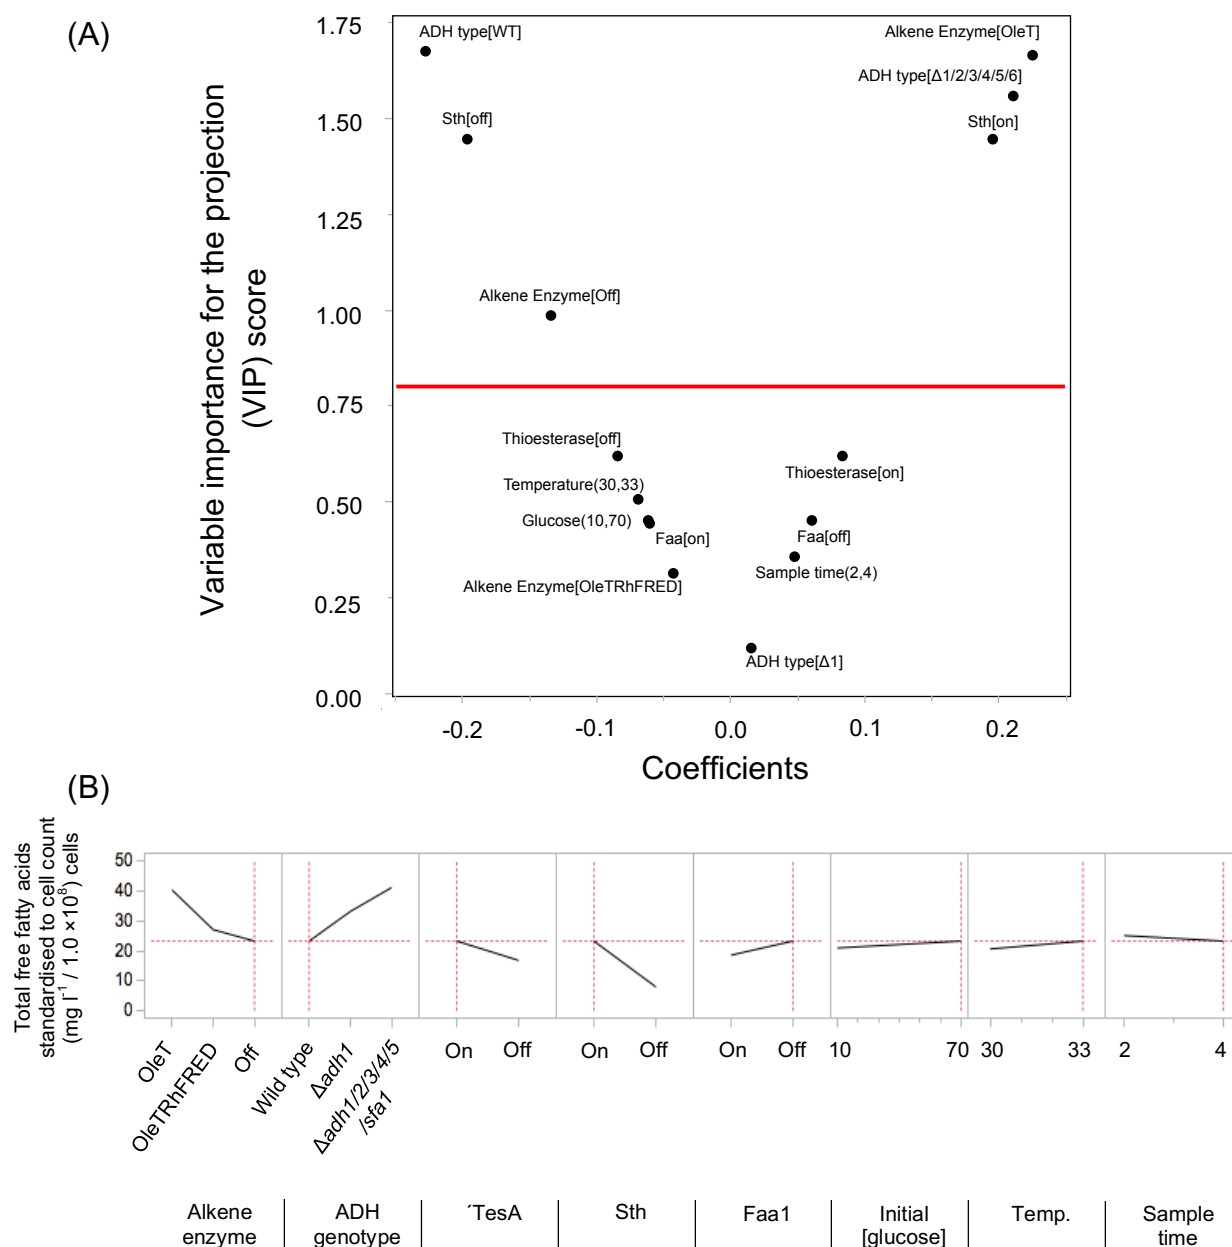 (A)
Variable importance for the projection
(VIP) score
1.75
1.50
1.25
1.00
0.75
0.50
0.25
0.00
ADH type[WT]
Alkene Enzyme[OleT]
ADH type[Δ1/2/3/4/5/6]
Sth[off]
Sth[on]
Alkene Enzyme[Off]
Thioesterase[off]
Thioesterase[on]
Temperature(30,33)
Glucose(10,70)
Faa[on]
Faa[off]
Sample time(2,4)
Alkene Enzyme[OleTRhFRED]
ADH type[Δ1]
-0.2 -0.1 0.0 0.1 0.2
Coefficients
(B)
Total free fatty acids
standardised to cell count
(mg l⁻¹ / 1.0 ×10⁸) cells
50
40
30
20
10
0
OleT
OleTRhFRED
Off
Wild type
Δadh1
Δadh1/2/3/4/5
/sfa1
On Off
On Off
On Off
10 70
30 33
2 4
Alkene
enzyme
ADH
genotype
´TesA
Sth
Faa1
Initial
[glucose]
Temp.
Sample
time